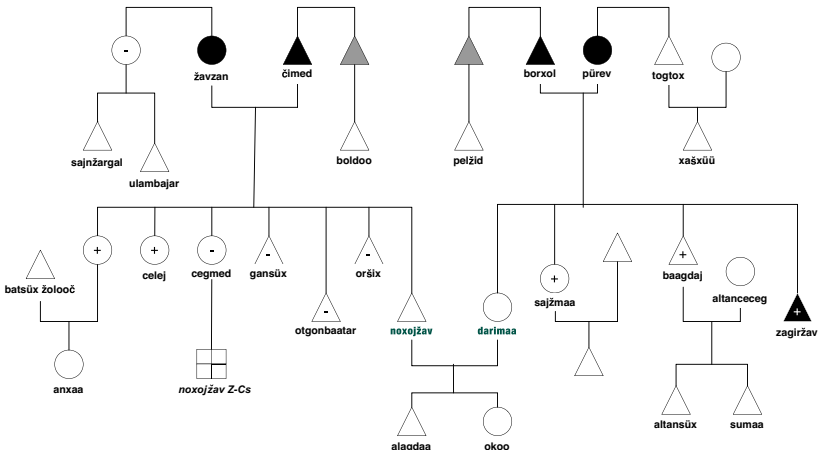 -
žavzan
čimed
borxol
pürev
togtox
sajnžargal
ulambajar
boldoo
pelžid
xašxüü
batsüx žolooč
+
+
celej
-
cegmed
-
gansüx
-
otgonbaatar
-
oršix
noxojžav
darimaa
+
sajžmaa
+
baagdaj
altanceceg
+
zagiržav
anxaa
noxojžav Z-Cs
alagdaa
okoo
altansüx
sumaa